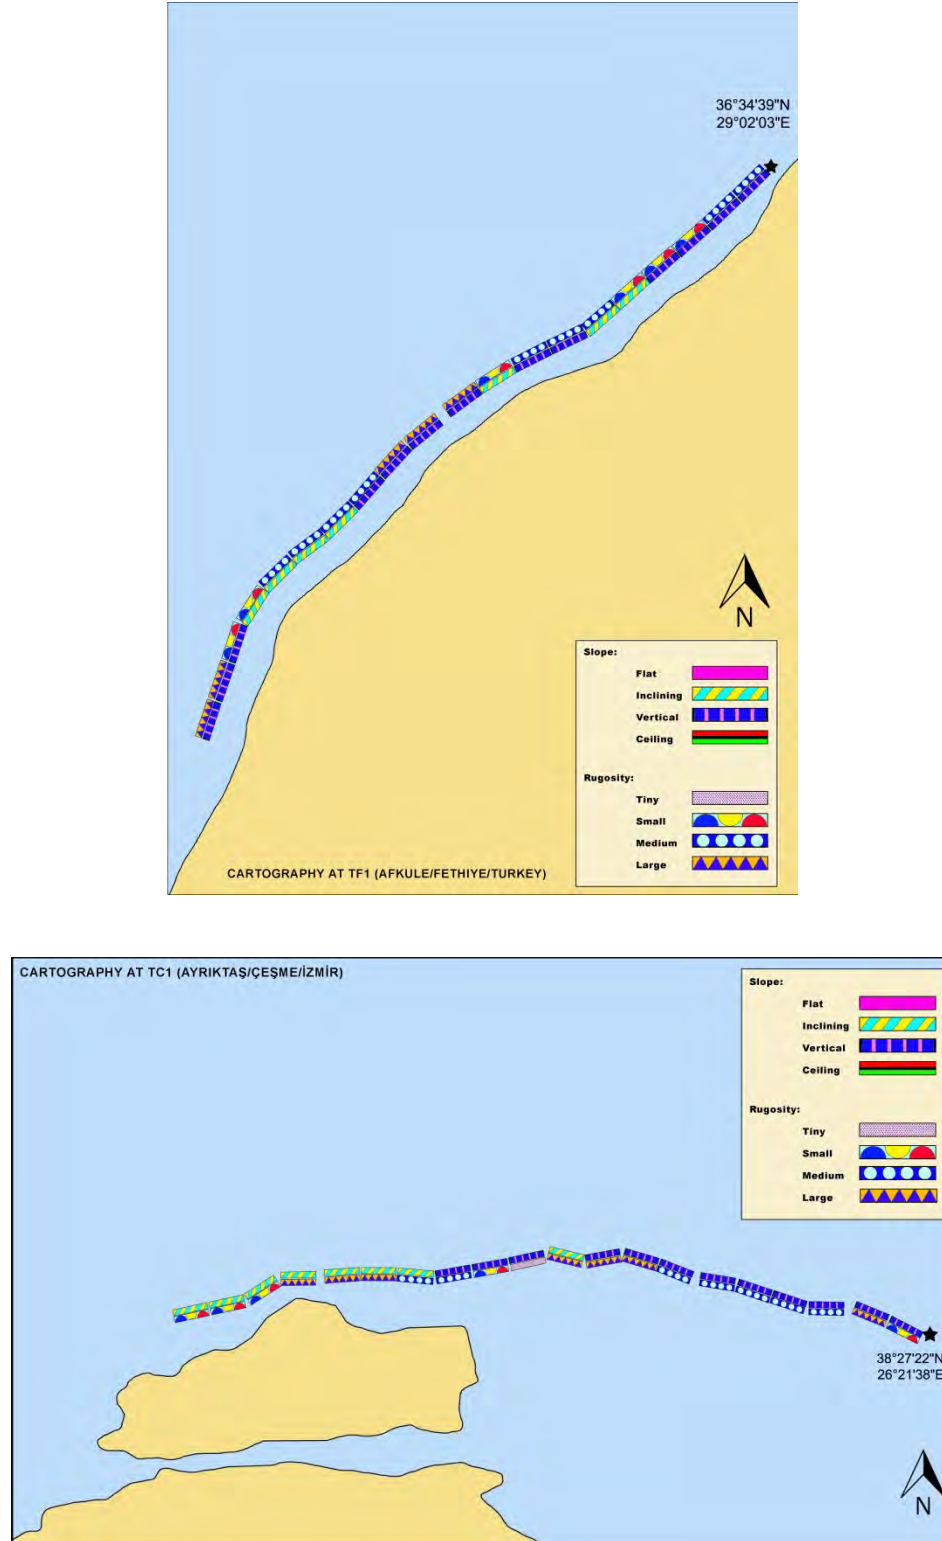 36°34'39"N
29°02'03"E
N
Slope:
Flat
Inclining
Vertical
Ceiling
Rugosity:
Tiny
Small
Medium
Large
CARTOGRAPHY AT TF1 (AFKULE/FETHIYE/TURKEY)
CARTOGRAPHY AT TC1 (AYRIKTAŞ/ÇEŞME/İZMİR)
Slope:
Flat
Inclining
Vertical
Ceiling
Rugosity:
Tiny
Small
Medium
Large
38°27'22"N
26°21'38"E
N